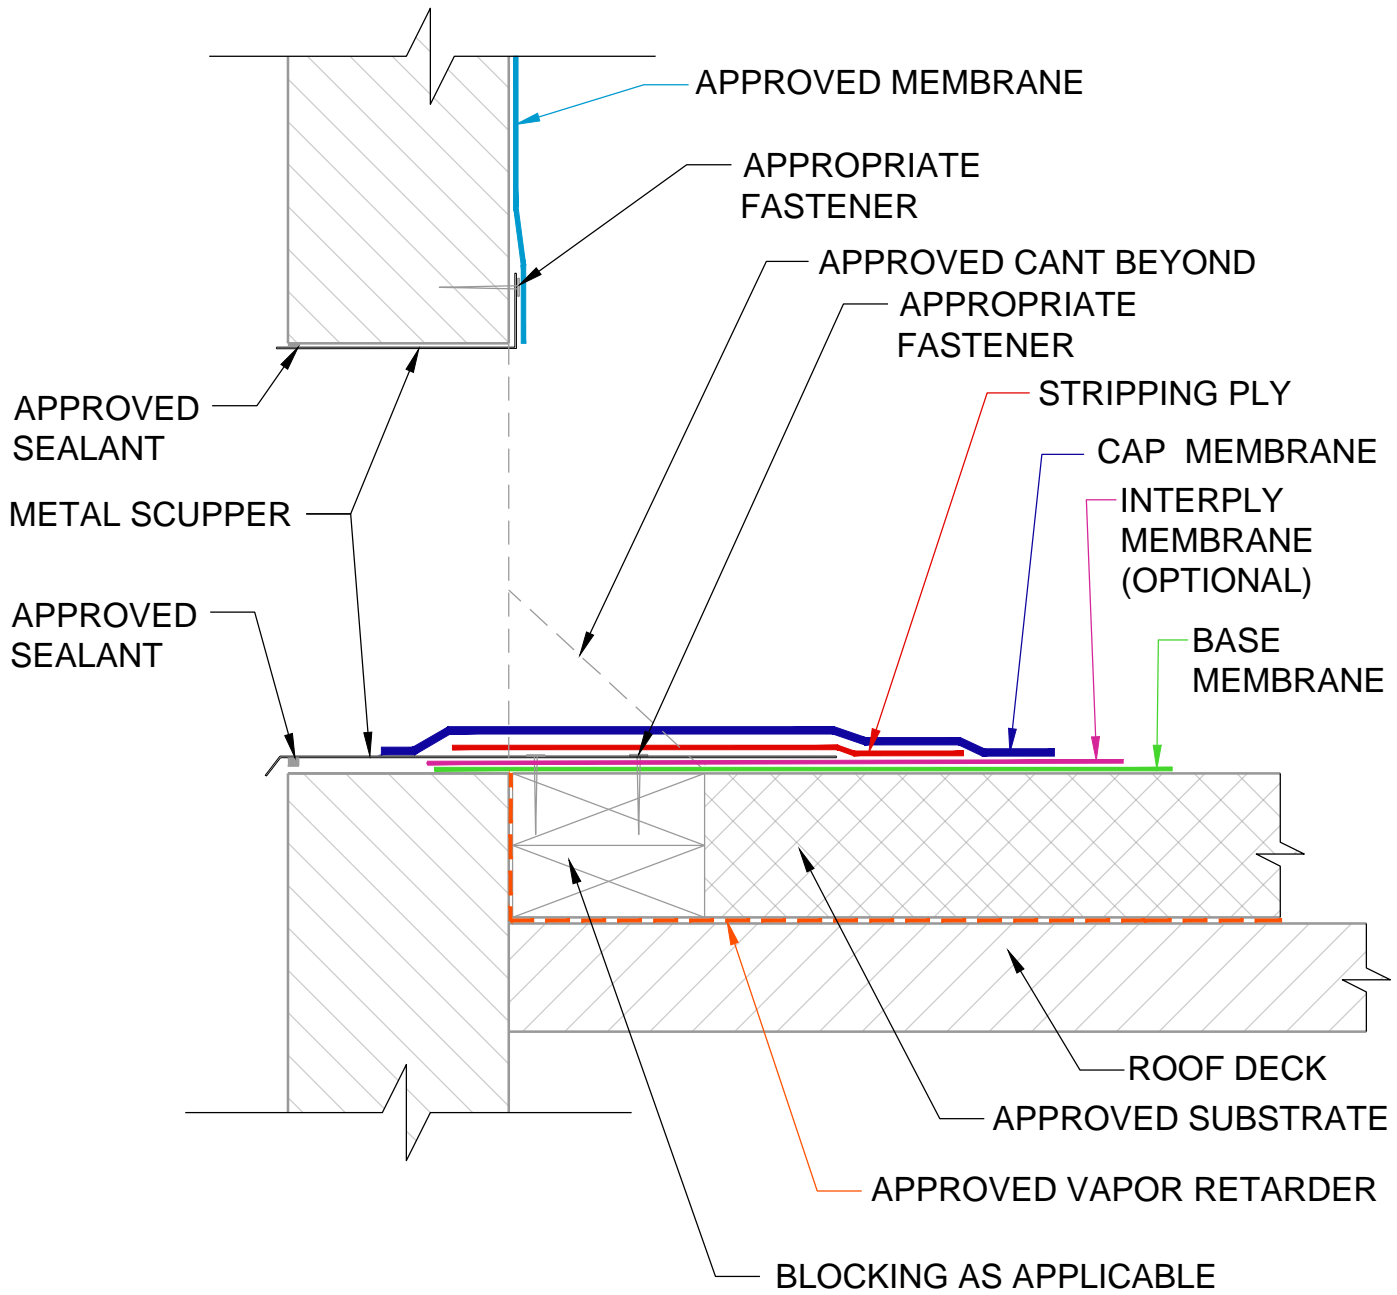 APPROVED MEMBRANE
APPROPRIATE
FASTENER
APPROVED CANT BEYOND
APPROPRIATE
FASTENER
STRIPPING PLY
APPROVED
SEALANT
CAP MEMBRANE
METAL SCUPPER
INTERPLY
MEMBRANE
(OPTIONAL)
APPROVED
SEALANT
BASE
MEMBRANE
ROOF DECK
APPROVED SUBSTRATE
APPROVED VAPOR RETARDER
BLOCKING AS APPLICABLE